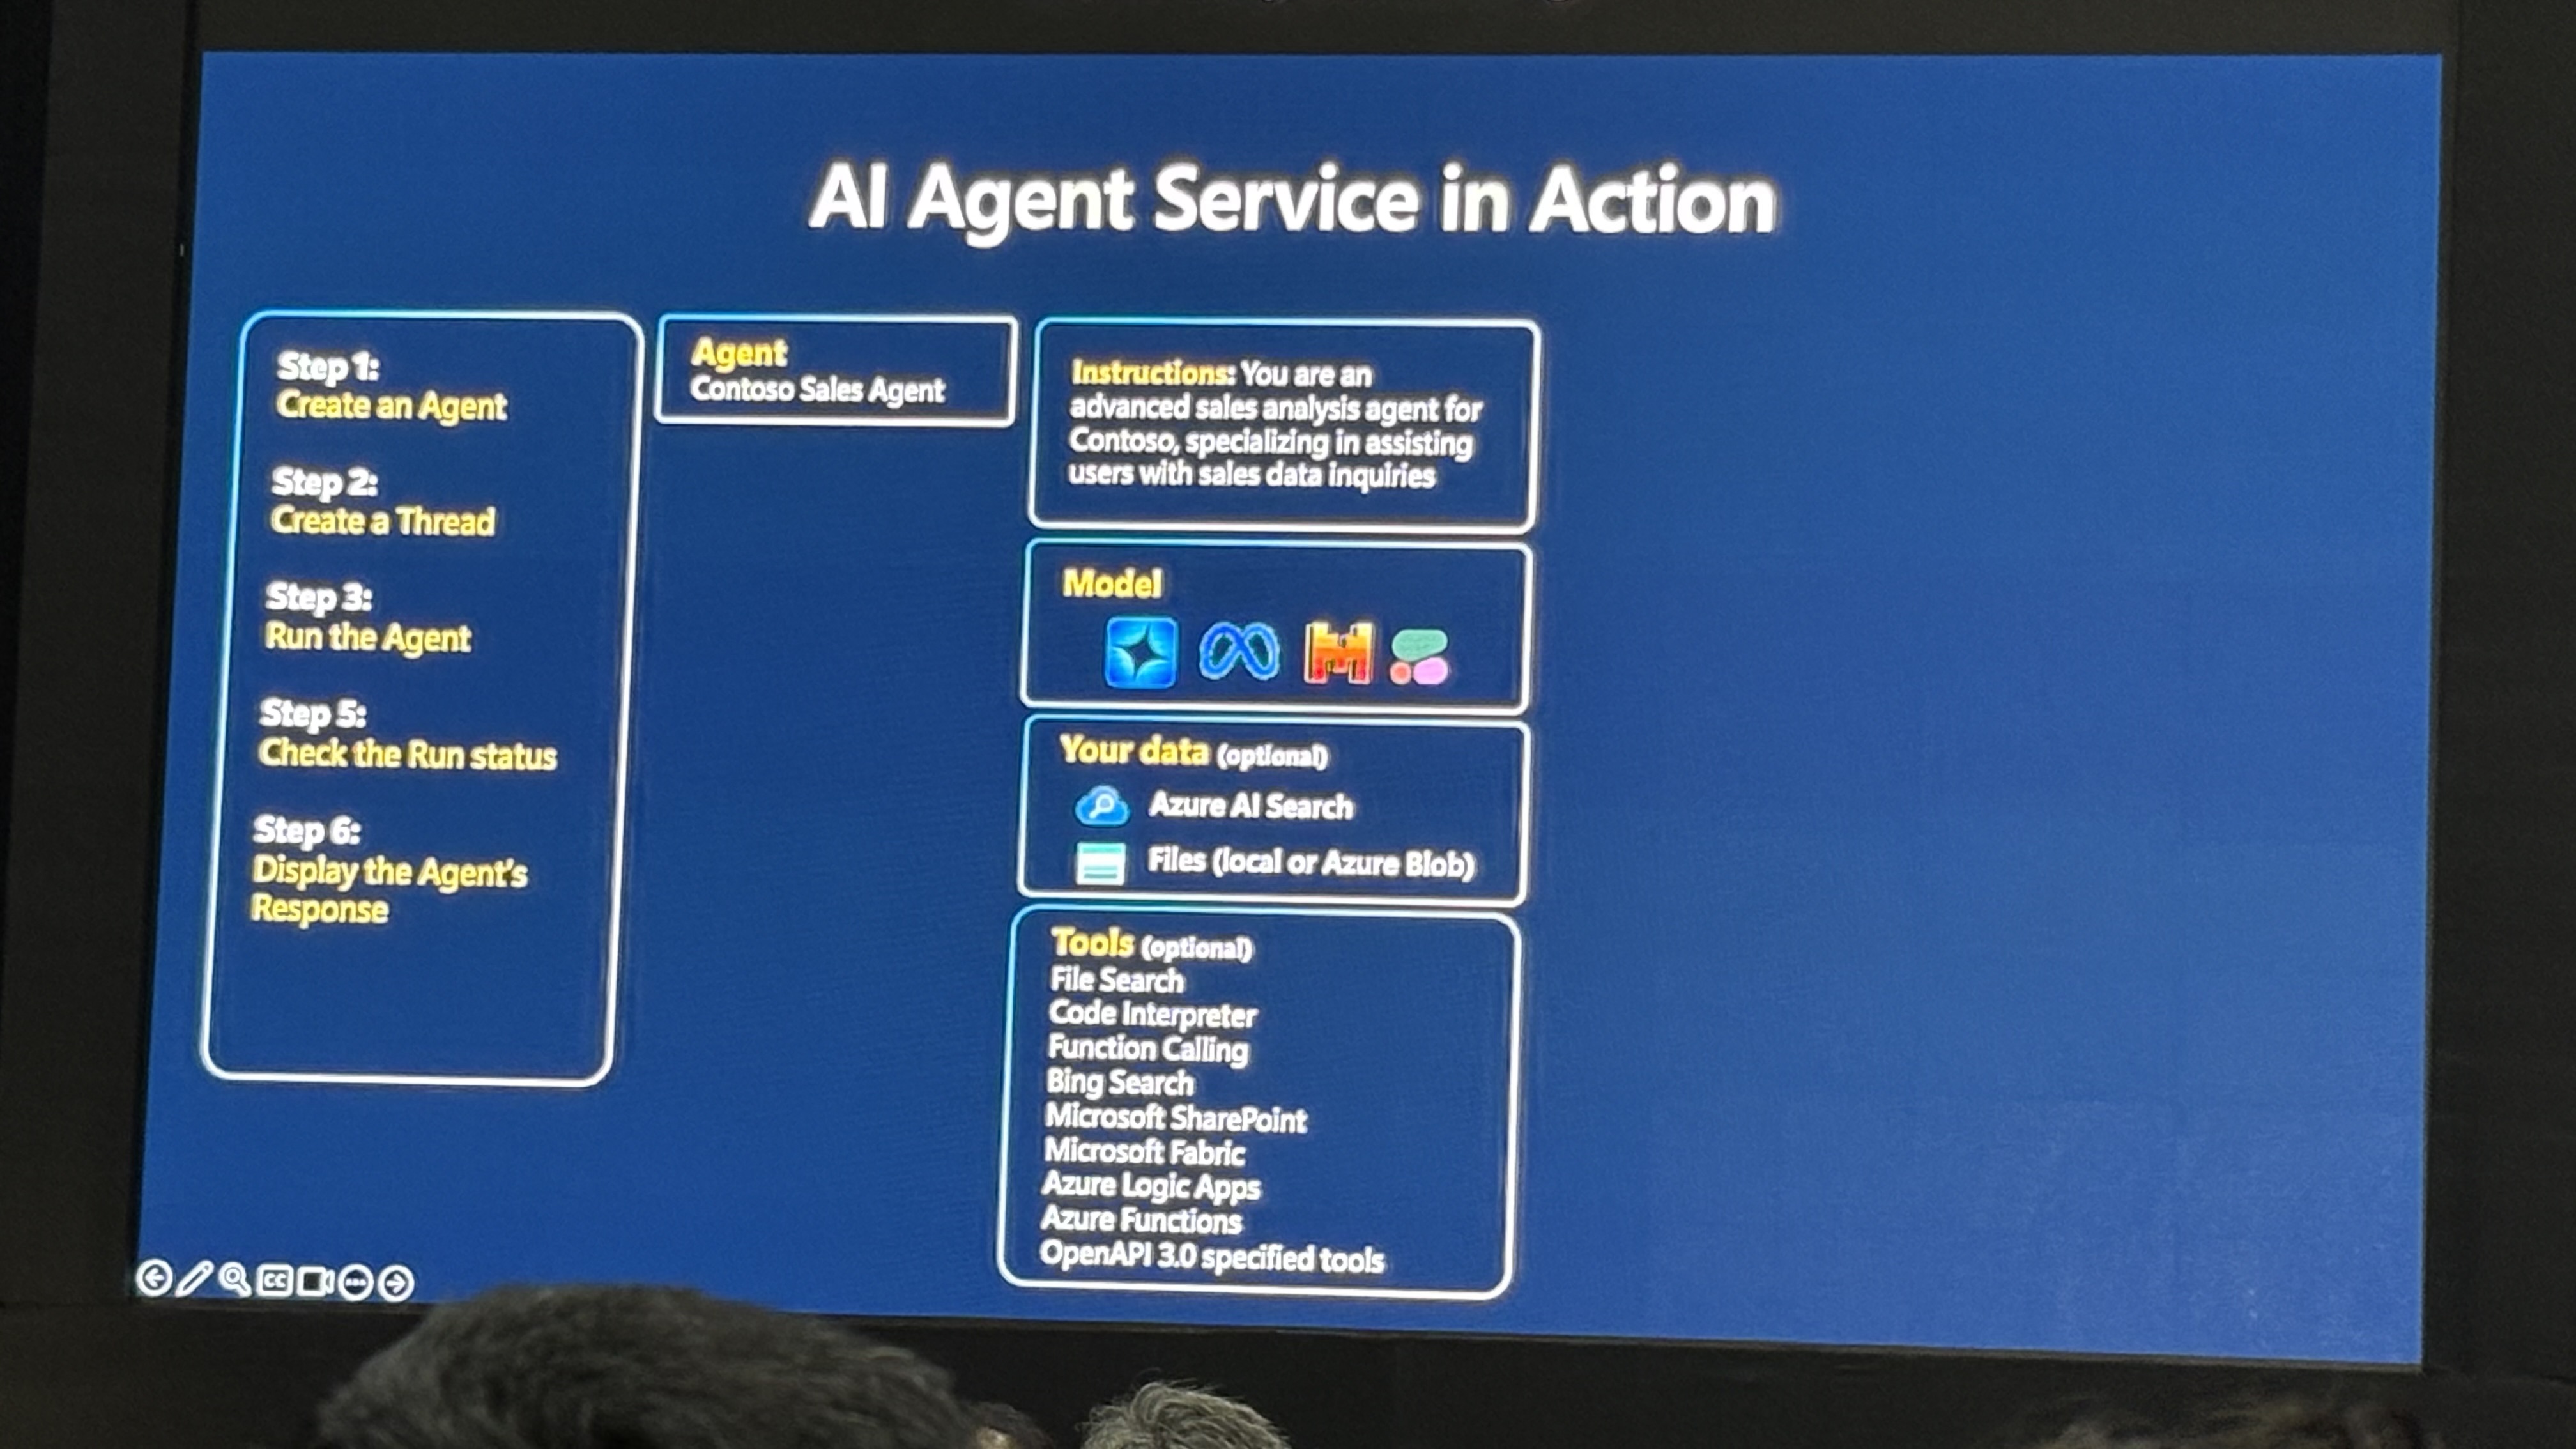 AI Agent Service in Action
Step 1:
Create an Agent
Step 2:
Create a Thread
Step 3:
Run the Agent
Step 5:
Check the Run status
Step 6:
Display the Agent's
Response
Agent
Contoso Sales Agent
Instructions: You are an
advanced sales analysis agent for
Contoso, specializing in assisting
users with sales data inquiries
Model
Your data (optional)
Azure AI Search
Files (local or Azure Blob)
Tools (optional)
File Search
Code Interpreter
Function Calling
Bing Search
Microsoft SharePoint
Microsoft Fabric
Azure Logic Apps
Azure Functions
OpenAPI 3.0 specified tools
CC